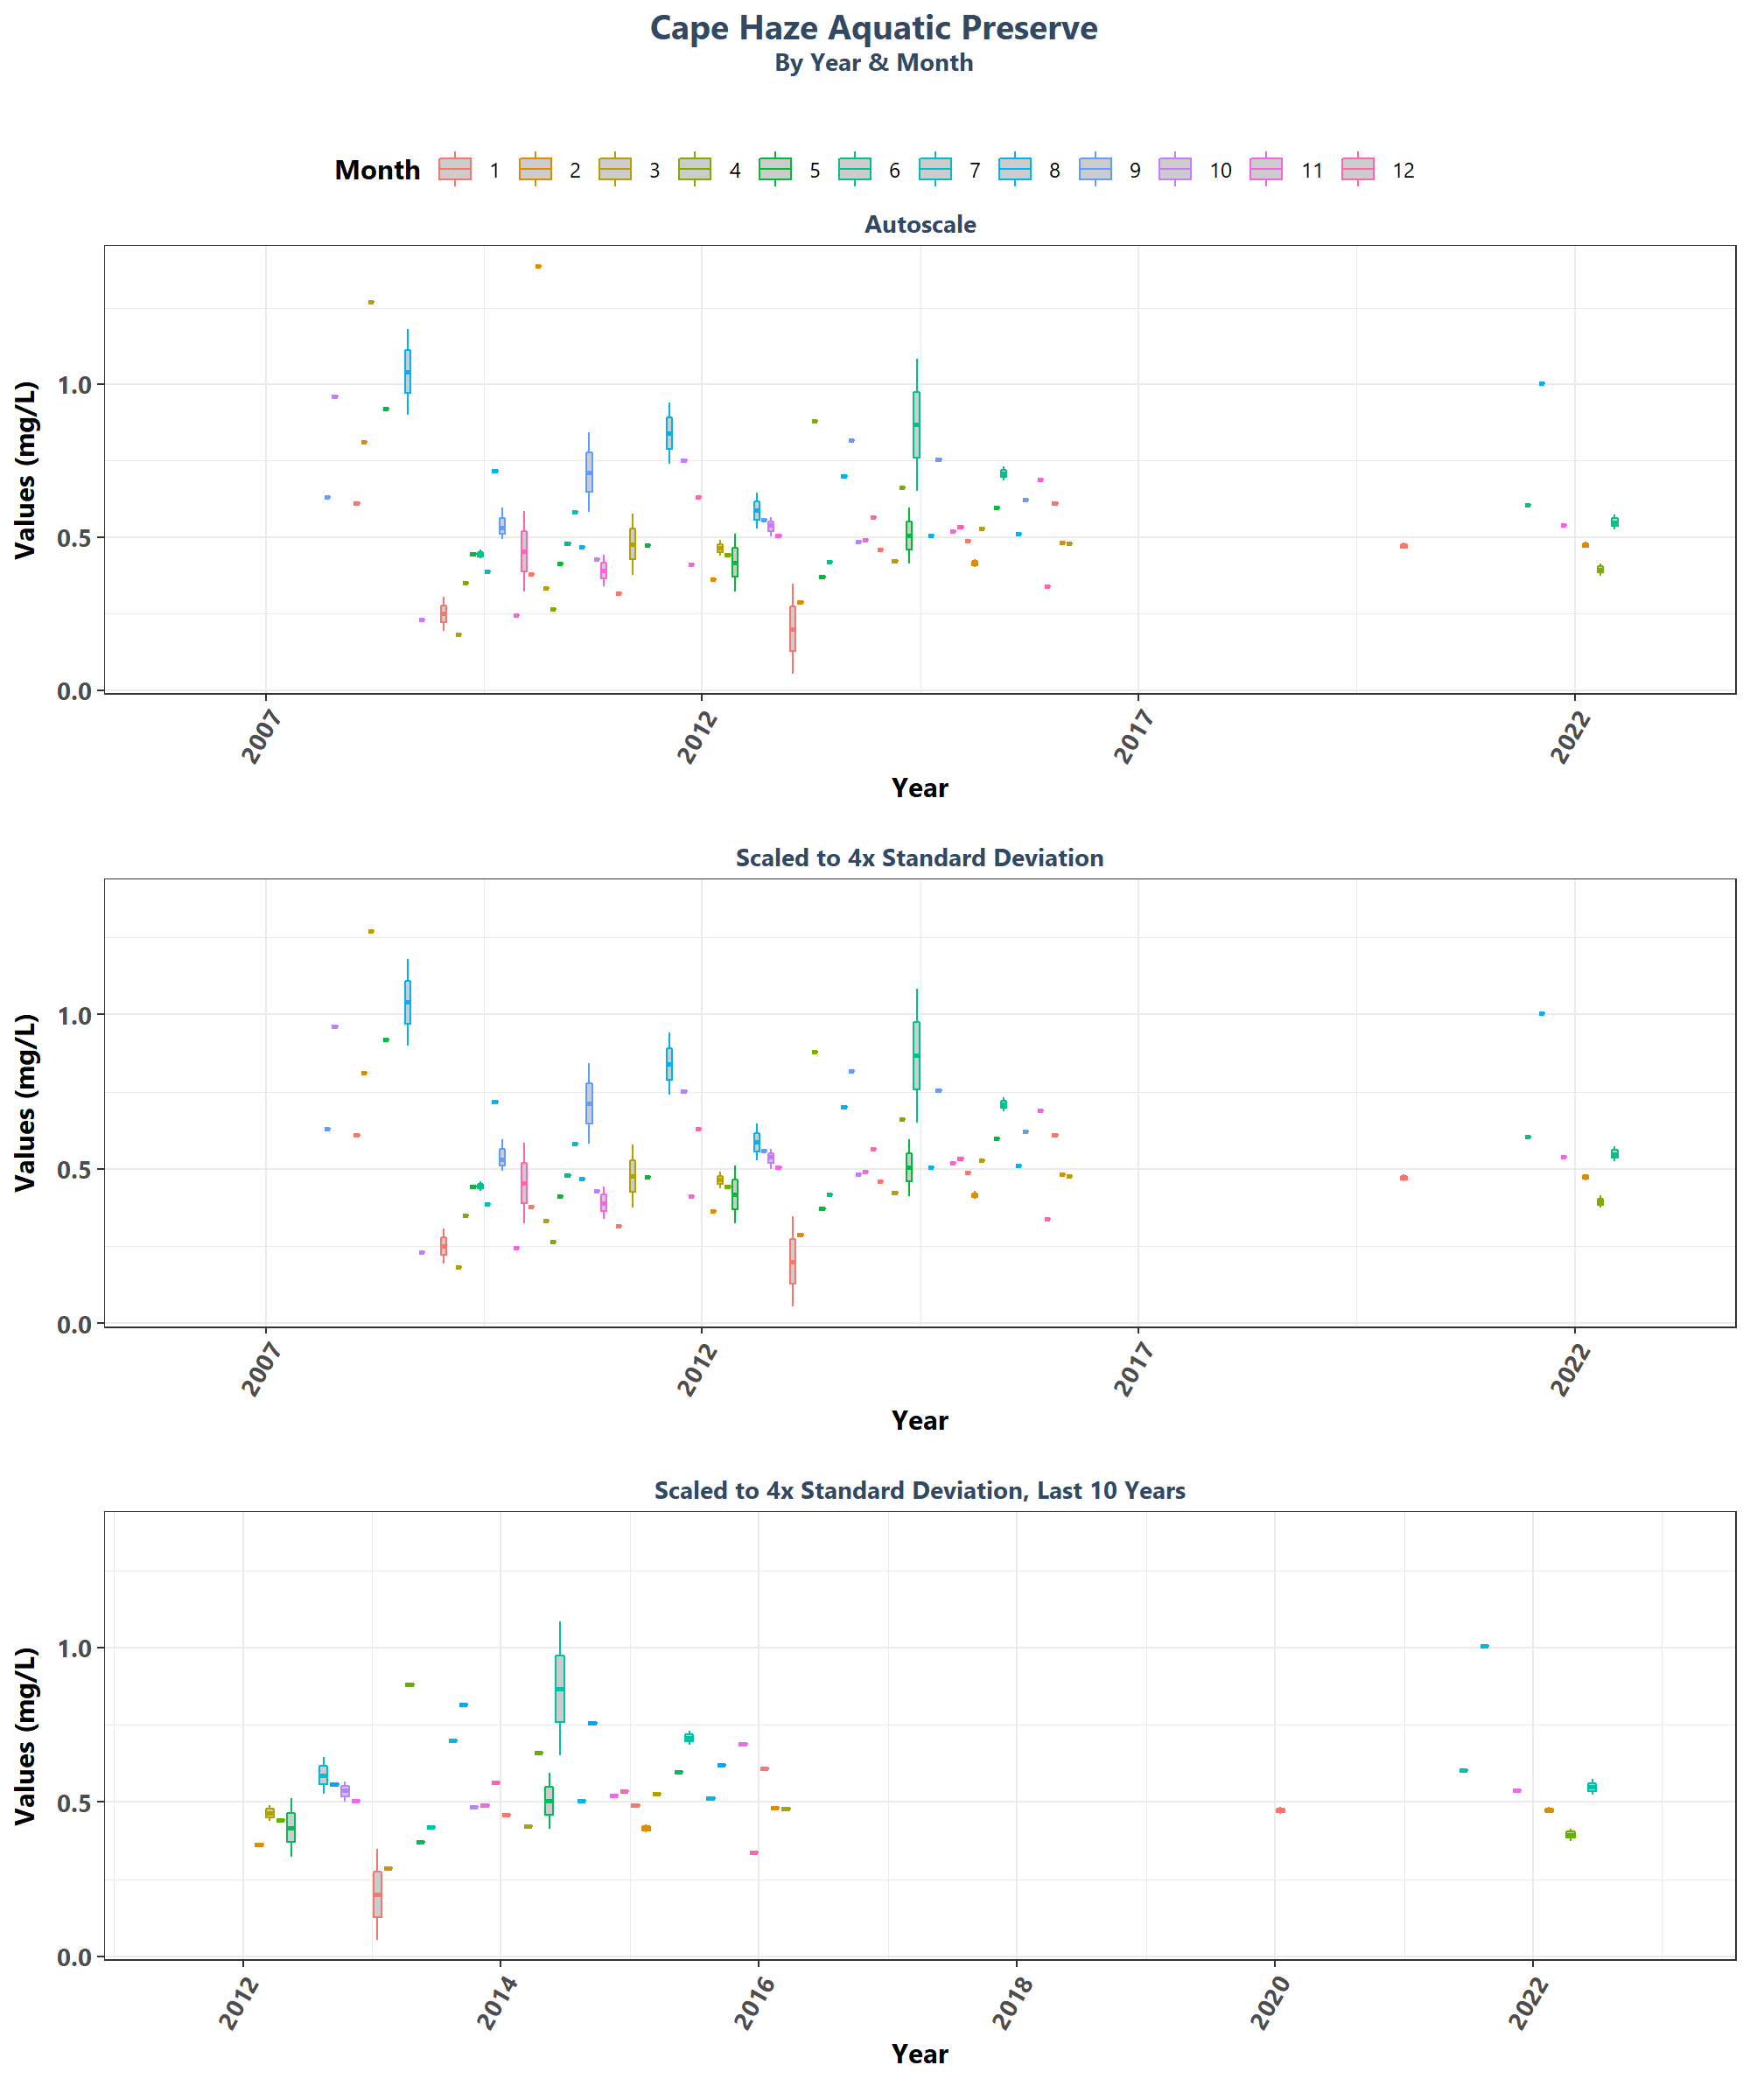 Cape Haze Aquatic Preserve
By Year & Month
Month 1 2 3 4 5 6 7 8 9 10 11 12
Autoscale
Values (mg/L)
1.0
0.5
0.0
2007 2012 2017 2022
Year
Scaled to 4x Standard Deviation
Values (mg/L)
1.0
0.5
0.0
2007 2012 2017 2022
Year
Scaled to 4x Standard Deviation, Last 10 Years
Values (mg/L)
1.0
0.5
0.0
2012 2014 2016 2018 2020 2022
Year